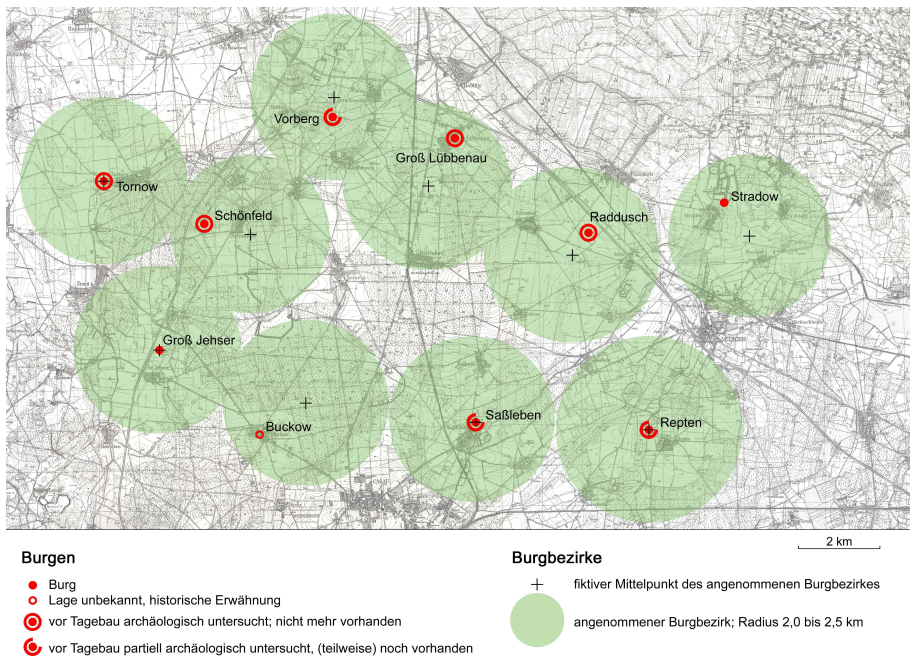 Vorberg
Groß Lübbenau
Tornow
Stradow
Schönfeld
Raddusch
Groß Jehser
Buckow
Saßleben
Repten
2 km
Burgen
Burg
Lage unbekannt, historische Erwähnung
vor Tagebau archäologisch untersucht; nicht mehr vorhanden
vor Tagebau partiell archäologisch untersucht, (teilweise) noch vorhanden
Burgbezirke
fiktiver Mittelpunkt des angenommenen Burgbezirkes
angenommener Burgbezirk; Radius 2,0 bis 2,5 km